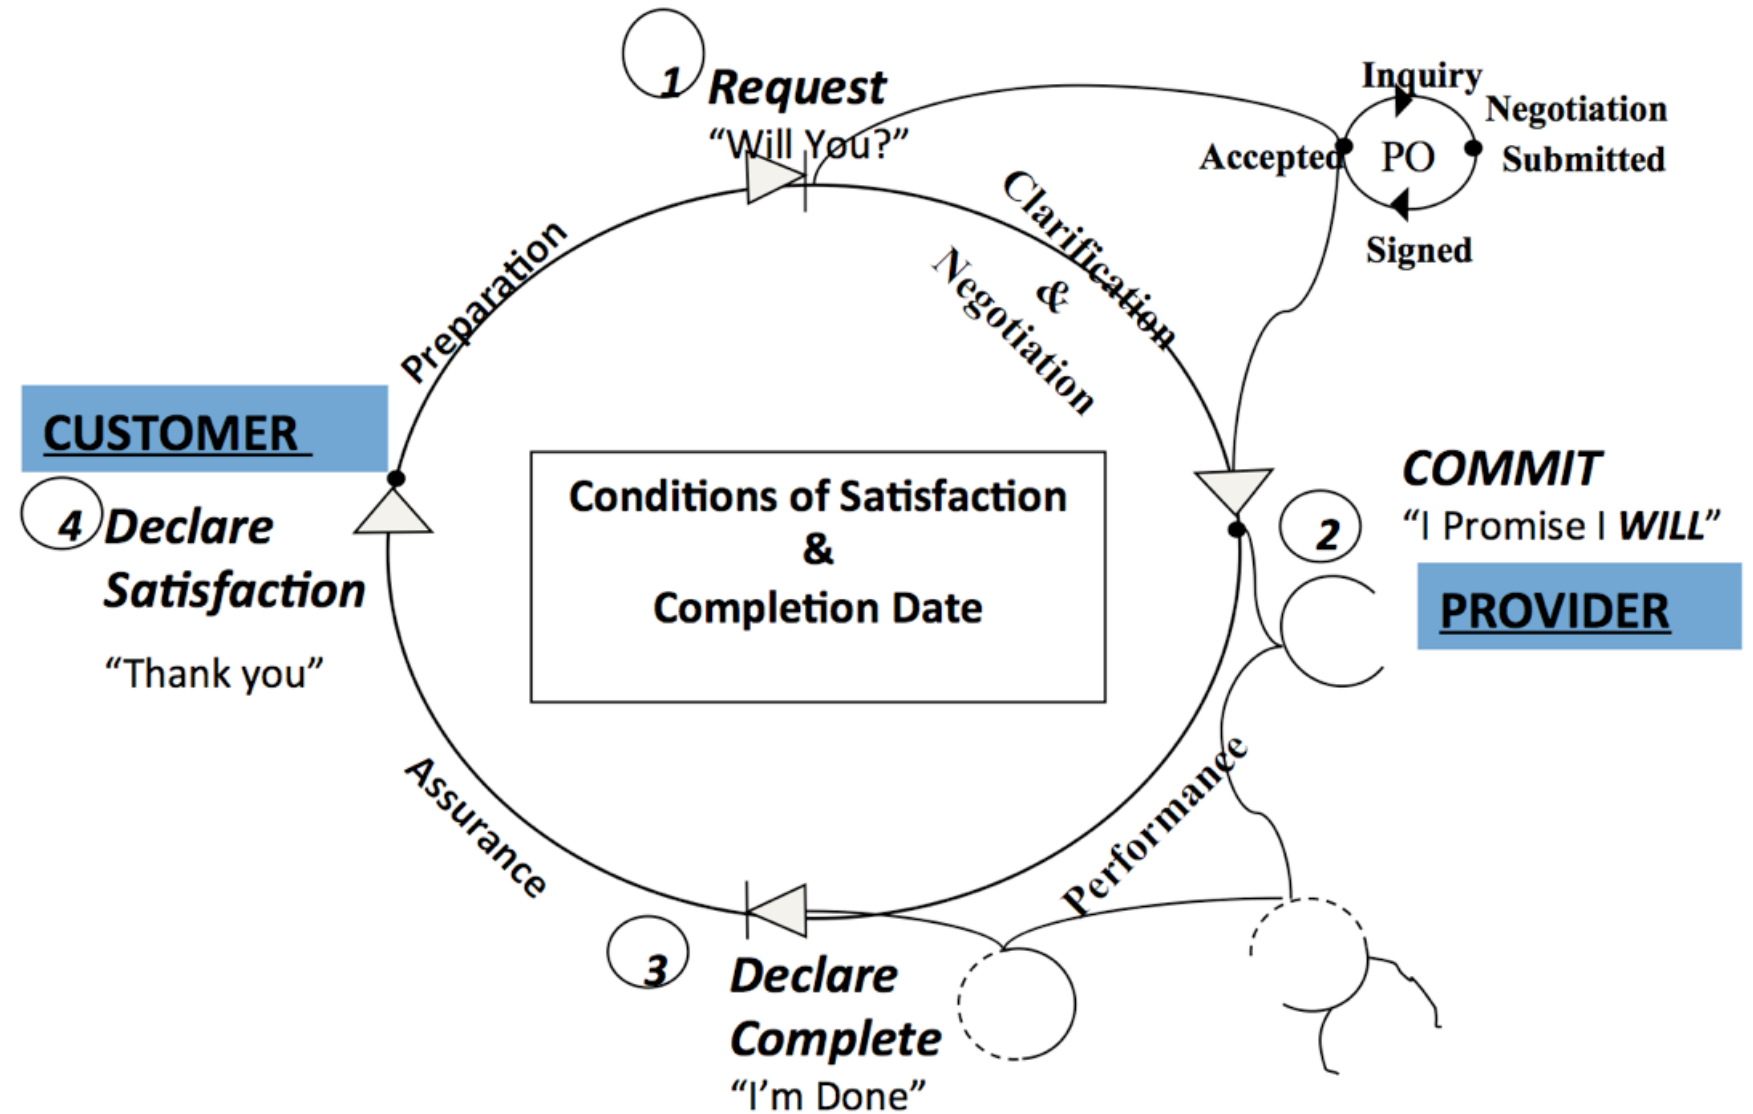 1
Request
“Will You?”
Inquiry
Negotiation
Submitted
Accepted
PO
Signed
Clarification
&
Negotiation
Preparation
CUSTOMER
4
Declare
Satisfaction
“Thank you”
Conditions of Satisfaction
&
Completion Date
COMMIT
2
“I Promise I WILL”
PROVIDER
Performance
Assurance
3
Declare
Complete
“I’m Done”